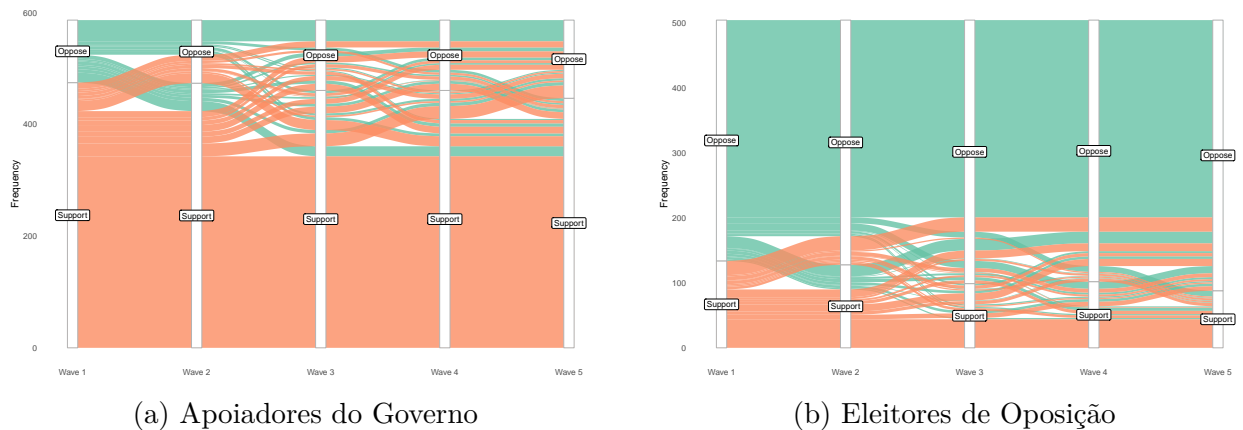 600
400
200
0
Frequency
Oppose
Oppose
Oppose
Oppose
Oppose
Support
Support
Support
Support
Support
Wave 1
Wave 2
Wave 3
Wave 4
Wave 5
(a) Apoiadores do Governo
500
400
300
200
100
0
Frequency
Oppose
Oppose
Oppose
Oppose
Oppose
Support
Support
Support
Support
Support
Wave 1
Wave 2
Wave 3
Wave 4
Wave 5
(b) Eleitores de Oposição